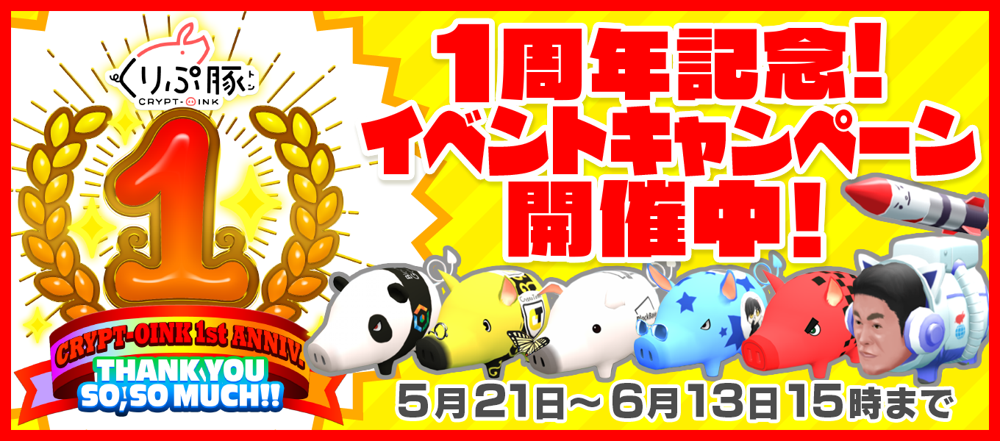 くりぷ豚
トン
CRYPT-OINK
1
CRYPT-OINK 1st ANNIV.
THANK YOU
SO, SO MUCH!!
1周年記念！
イベントキャンペーン
開催中！
5月21日～6月13日15時まで